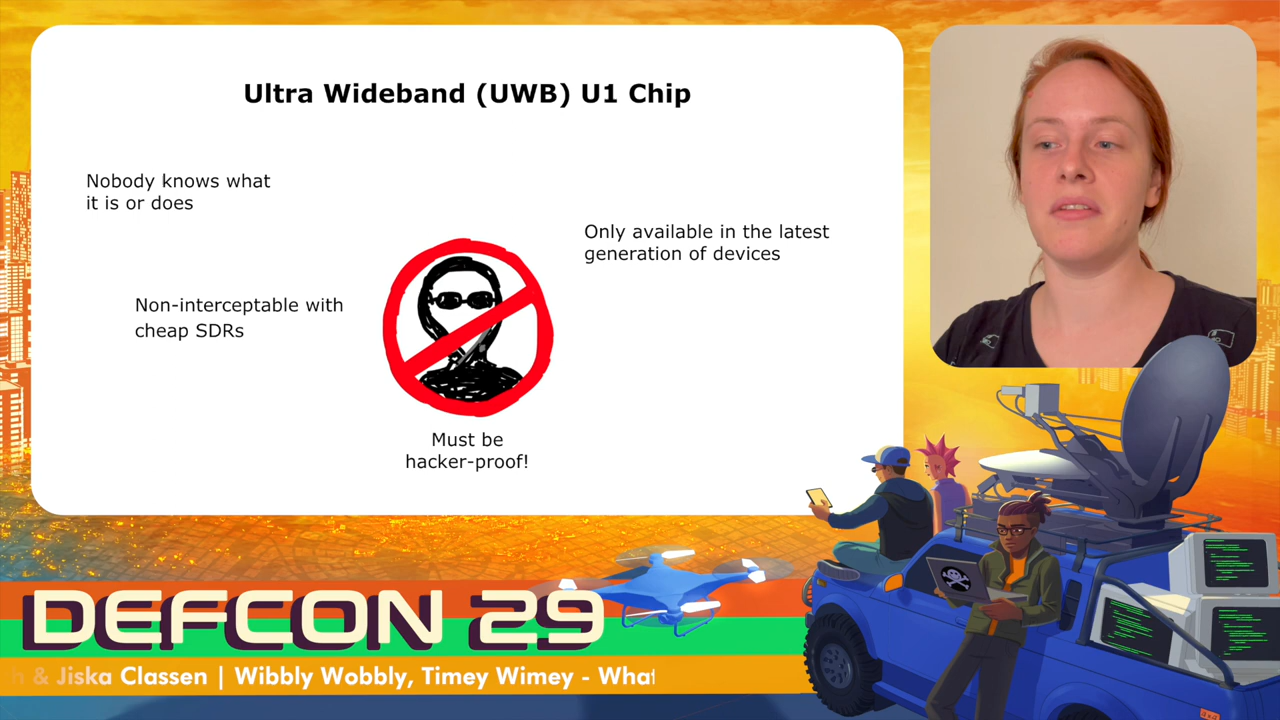 Ultra Wideband (UWB) U1 Chip
Nobody knows what
it is or does
Only available in the latest
generation of devices
Non-interceptable with
cheap SDRs
Must be
hacker-proof!
DEFCON 29
& Jiska Classen | Wibbly Wobbly, Timey Wimey - What